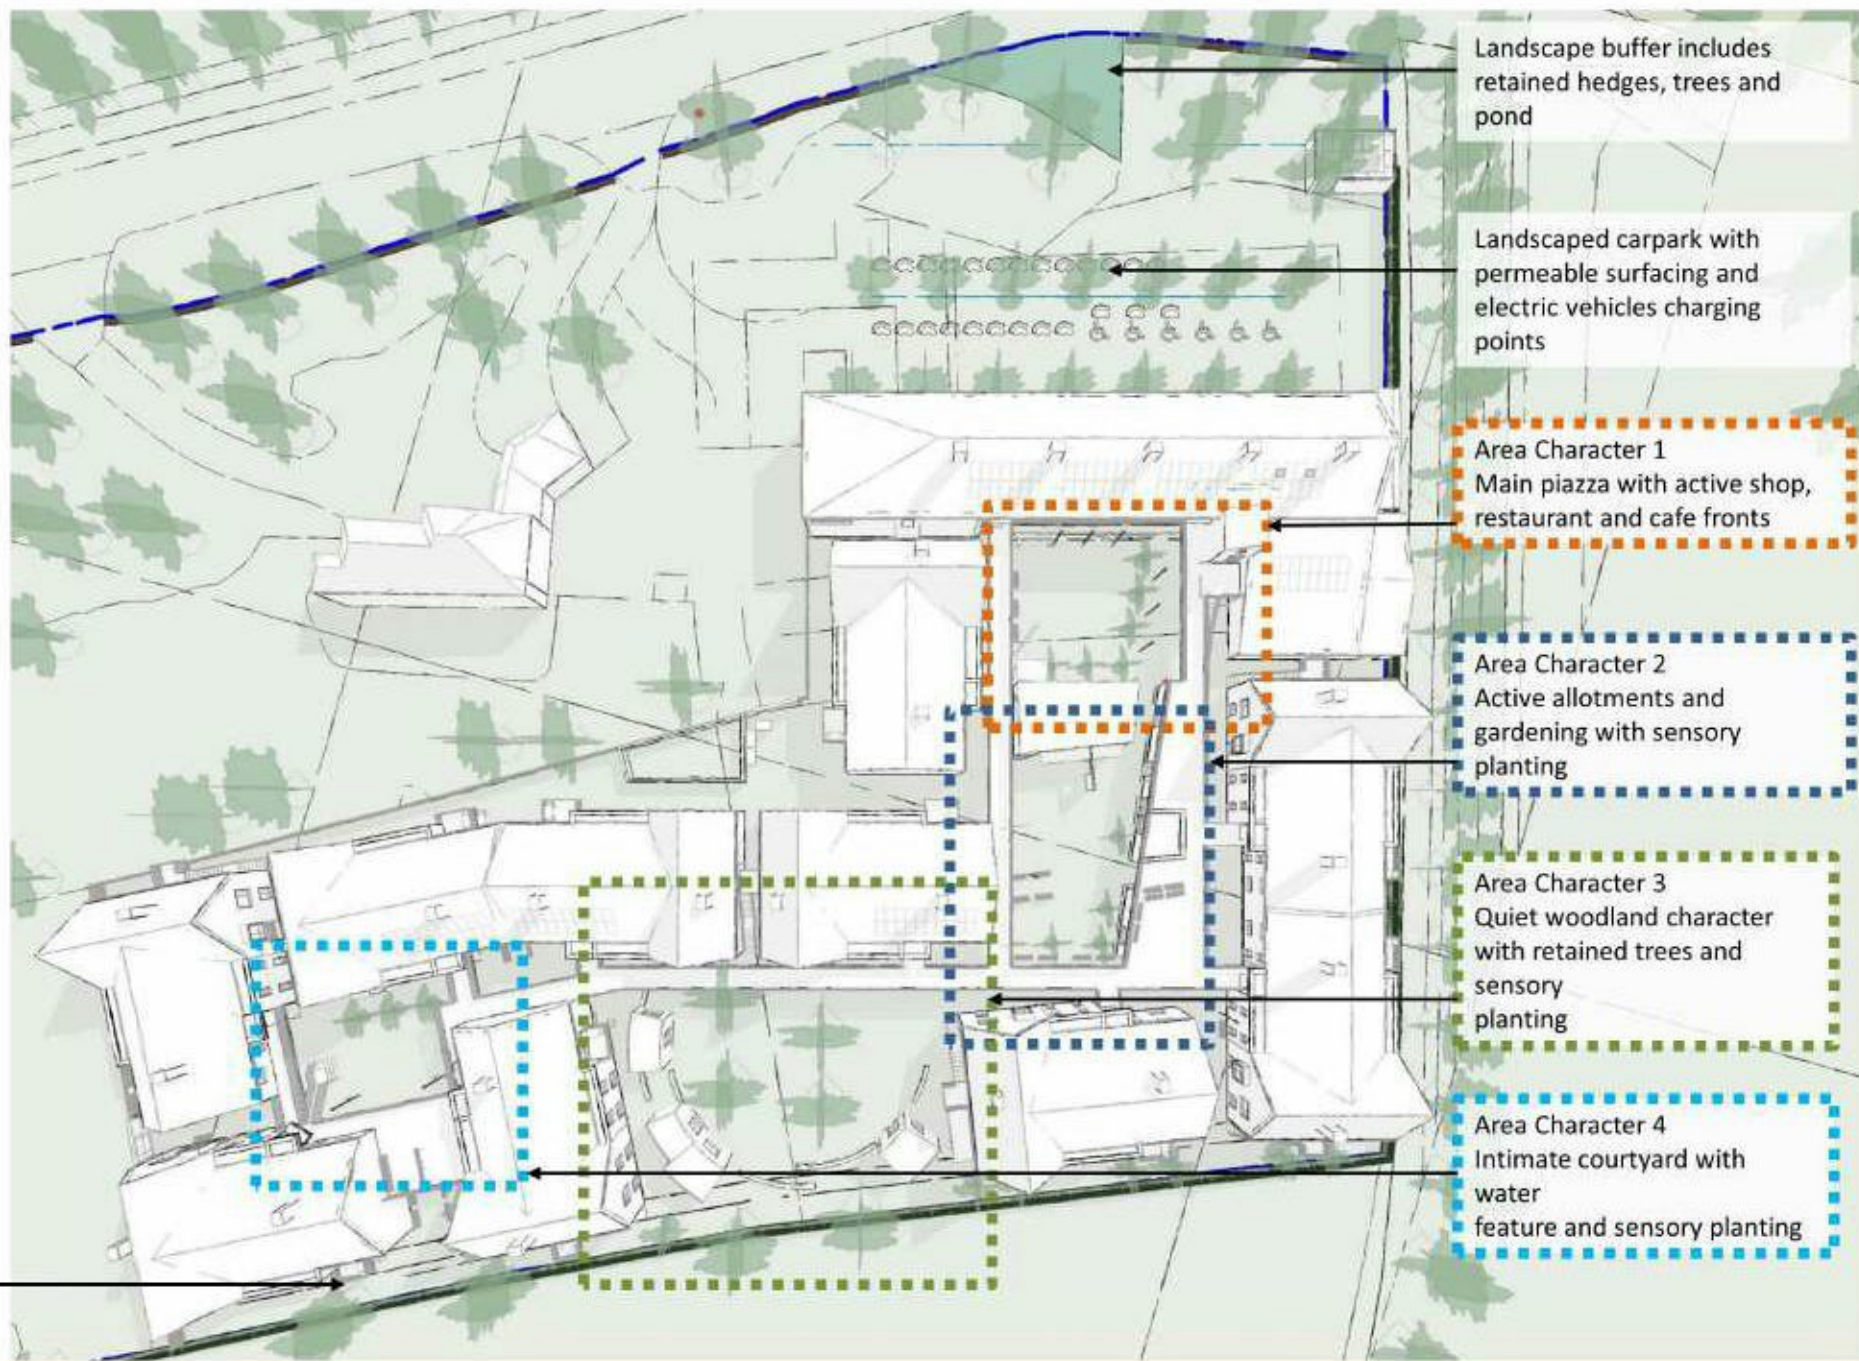 Landscape buffer includes
retained hedges, trees and
pond
Landscaped carpark with
permeable surfacing and
electric vehicles charging
points
Area Character 1
Main piazza with active shop,
restaurant and cafe fronts
Area Character 2
Active allotments and
gardening with sensory
planting
Area Character 3
Quiet woodland character
with retained trees and
sensory
planting
Area Character 4
Intimate courtyard with
water
feature and sensory planting